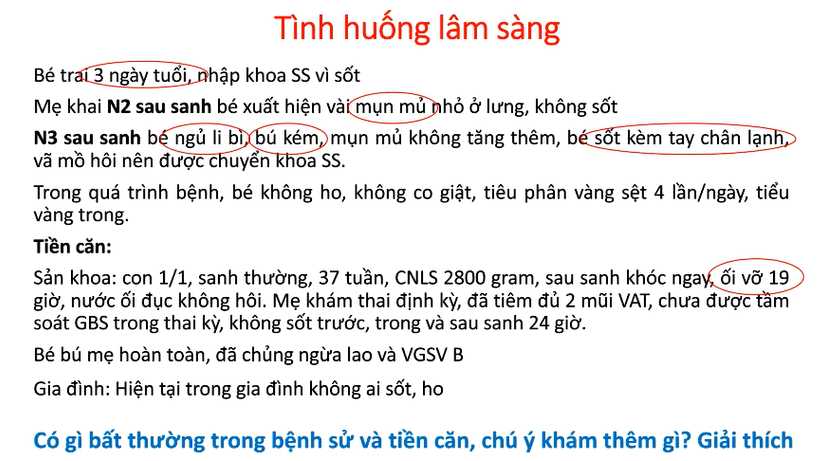 Tình huống lâm sàng
Bé trai 3 ngày tuổi, nhập khoa SS vì sốt
Mẹ khai N2 sau sanh bé xuất hiện vài mụn mủ nhỏ ở lưng, không sốt
N3 sau sanh bé ngủ li bì, bú kém, mụn mủ không tăng thêm, bé sốt kèm tay chân lạnh,
vã mồ hôi nên được chuyển khoa SS.
Trong quá trình bệnh, bé không ho, không co giật, tiêu phân vàng sệt 4 lần/ngày, tiểu
vàng trong.
Tiền căn:
Sản khoa: con 1/1, sanh thường, 37 tuần, CNLS 2800 gram, sau sanh khóc ngay, ối vỡ 19
giờ, nước ối đục không hôi. Mẹ khám thai định kỳ, đã tiêm đủ 2 mũi VAT, chưa được tầm
soát GBS trong thai kỳ, không sốt trước, trong và sau sanh 24 giờ.
Bé bú mẹ hoàn toàn, đã chủng ngừa lao và VGSV B
Gia đình: Hiện tại trong gia đình không ai sốt, ho
Có gì bất thường trong bệnh sử và tiền căn, chú ý khám thêm gì? Giải thích